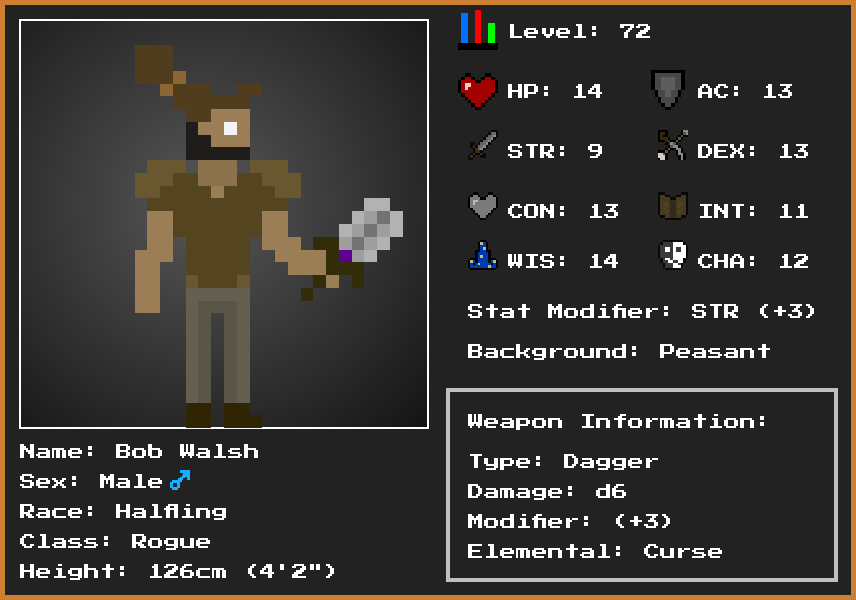 Level: 72
HP: 14
AC: 13
STR: 9
DEX: 13
CON: 13
INT: 11
WIS: 14
CHA: 12
Stat Modifier: STR (+3)
Background: Peasant
Weapon Information:
Type: Dagger
Damage: d6
Modifier: (+3)
Elemental: Curse
Name: Bob Walsh
Sex: Male ♂
Race: Halfling
Class: Rogue
Height: 126cm (4'2")